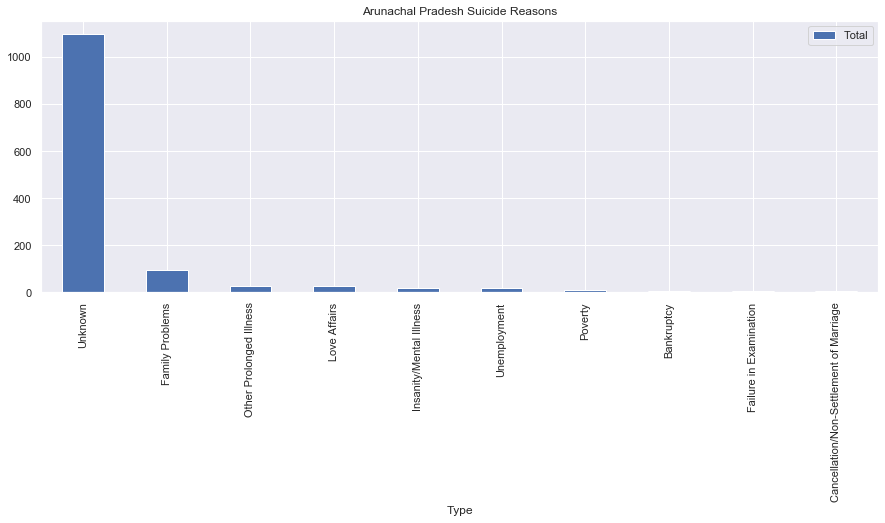 Arunachal Pradesh Suicide Reasons
Total
1000
800
600
400
200
0
Unknown
Family Problems
Other Prolonged Illness
Love Affairs
Insanity/Mental Illness
Unemployment
Poverty
Bankruptcy
Failure in Examination
Cancellation/Non-Settlement of Marriage
Type